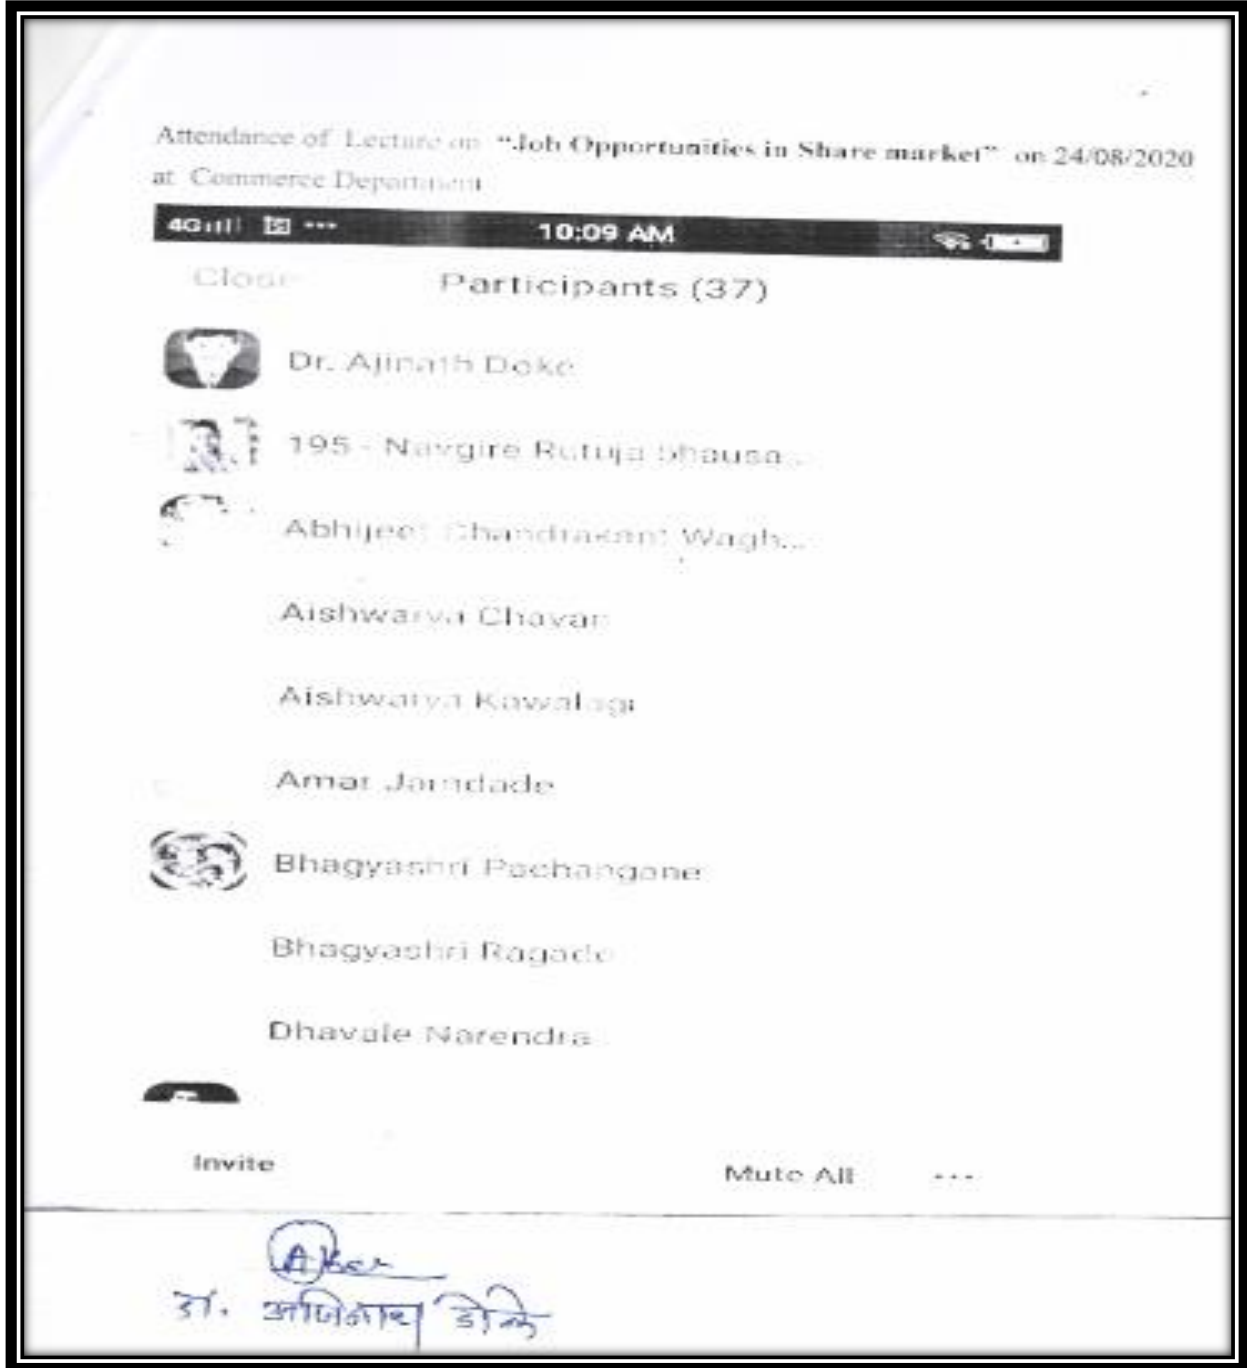 Attendance of Lecture on "Job Opportunities in Share market" on 24/08/2020
at Commerce Department
4G 10:09 AM
Close Participants (37)
Dr. Ajinath Doke
195 - Navgire Rutuja bhausa...
Abhijeet Chandrakant Wagh...
Aishwarya Chavan
Aishwarya Kawalagi
Amar Jamdade
Bhagyashri Pachangane
Bhagyashri Ragade
Dhavale Narendra
Invite Mute All ...
डॉ. अजिनाथ डोके